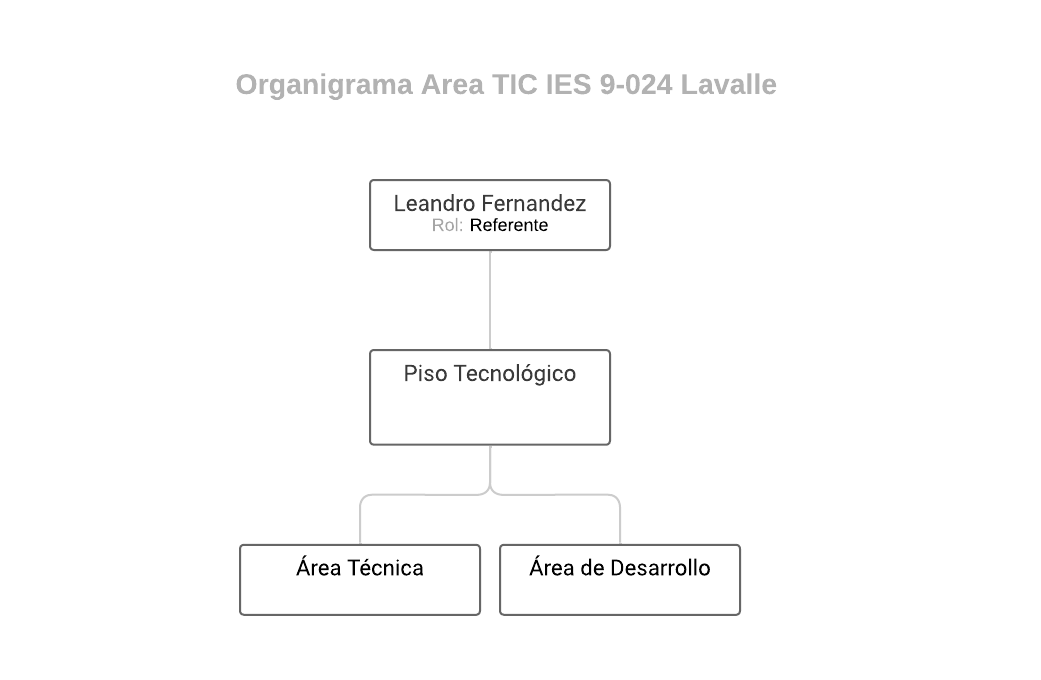 Organigrama Area TIC IES 9-024 Lavalle
Leandro Fernandez
Rol: Referente
Piso Tecnológico
Área Técnica
Área de Desarrollo